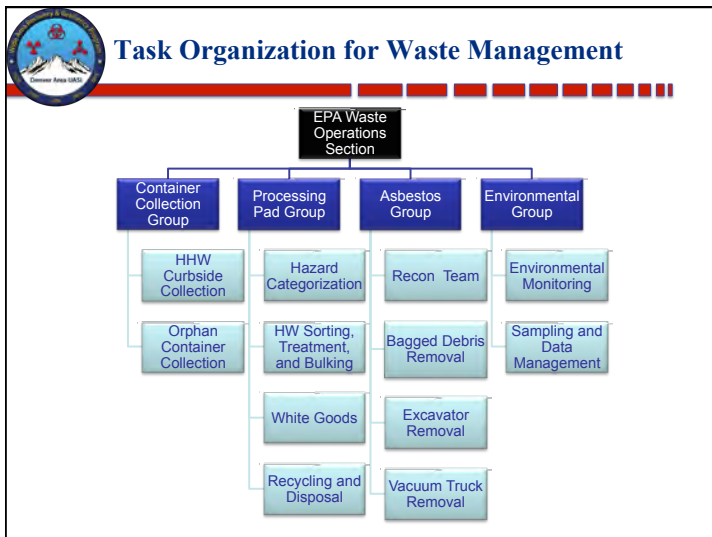 Task Organization for Waste Management
Denver Area UASI
EPA Waste
Operations
Section
Container
Collection
Group
Processing
Pad Group
Asbestos
Group
Environmental
Group
HHW
Curbside
Collection
Hazard
Categorization
Recon Team
Environmental
Monitoring
Orphan
Container
Collection
HW Sorting,
Treatment,
and Bulking
Bagged Debris
Removal
Sampling and
Data
Management
White Goods
Excavator
Removal
Recycling and
Disposal
Vacuum Truck
Removal